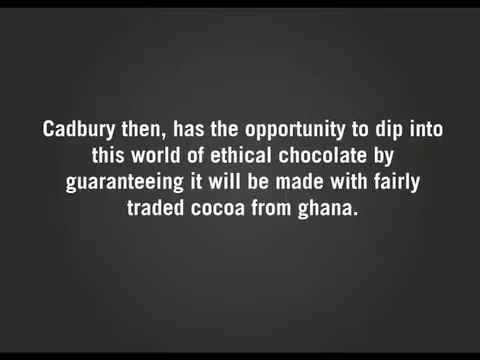 Cadbury then, has the opportunity to dip into
this world of ethical chocolate by
guaranteeing it will be made with fairly
traded cocoa from ghana.